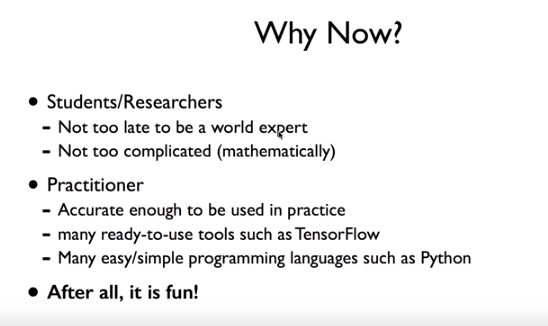 Why Now?
• Students/Researchers
- Not too late to be a world expert
- Not too complicated (mathematically)
• Practitioner
- Accurate enough to be used in practice
- many ready-to-use tools such as TensorFlow
- Many easy/simple programming languages such as Python
• After all, it is fun!